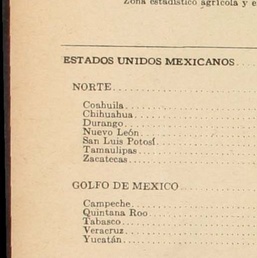 Zona estadístico agrícola y e
ESTADOS UNIDOS MEXICANOS
NORTE
Coahuila
Chihuahua
Durango
Nuevo León
San Luis Potosí
Tamaulipas
Zacatecas
GOLFO DE MEXICO
Campeche
Quintana Roo
Tabasco
Veracruz
Yucatán